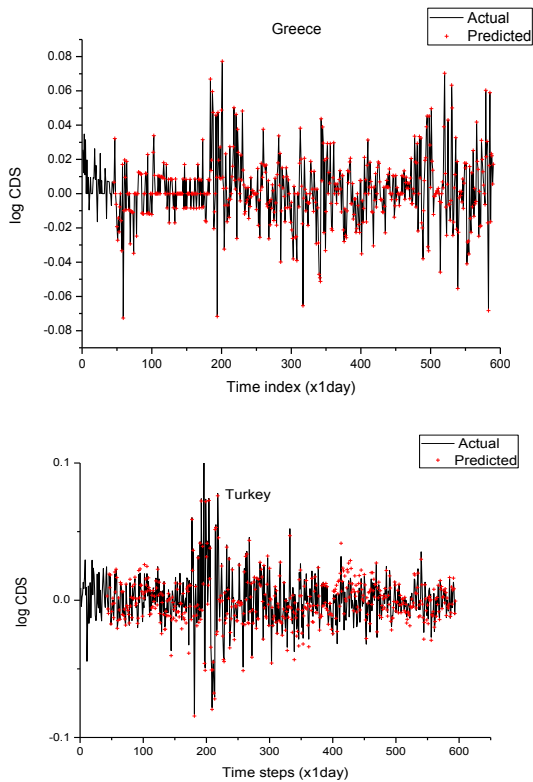 Greece
Actual
Predicted
0.08
0.06
0.04
0.02
0.00
-0.02
-0.04
-0.06
-0.08
log CDS
0 100 200 300 400 500 600
Time index (x1day)
Actual
Predicted
Turkey
0.1
0.0
-0.1
log CDS
0 100 200 300 400 500 600
Time steps (x1day)